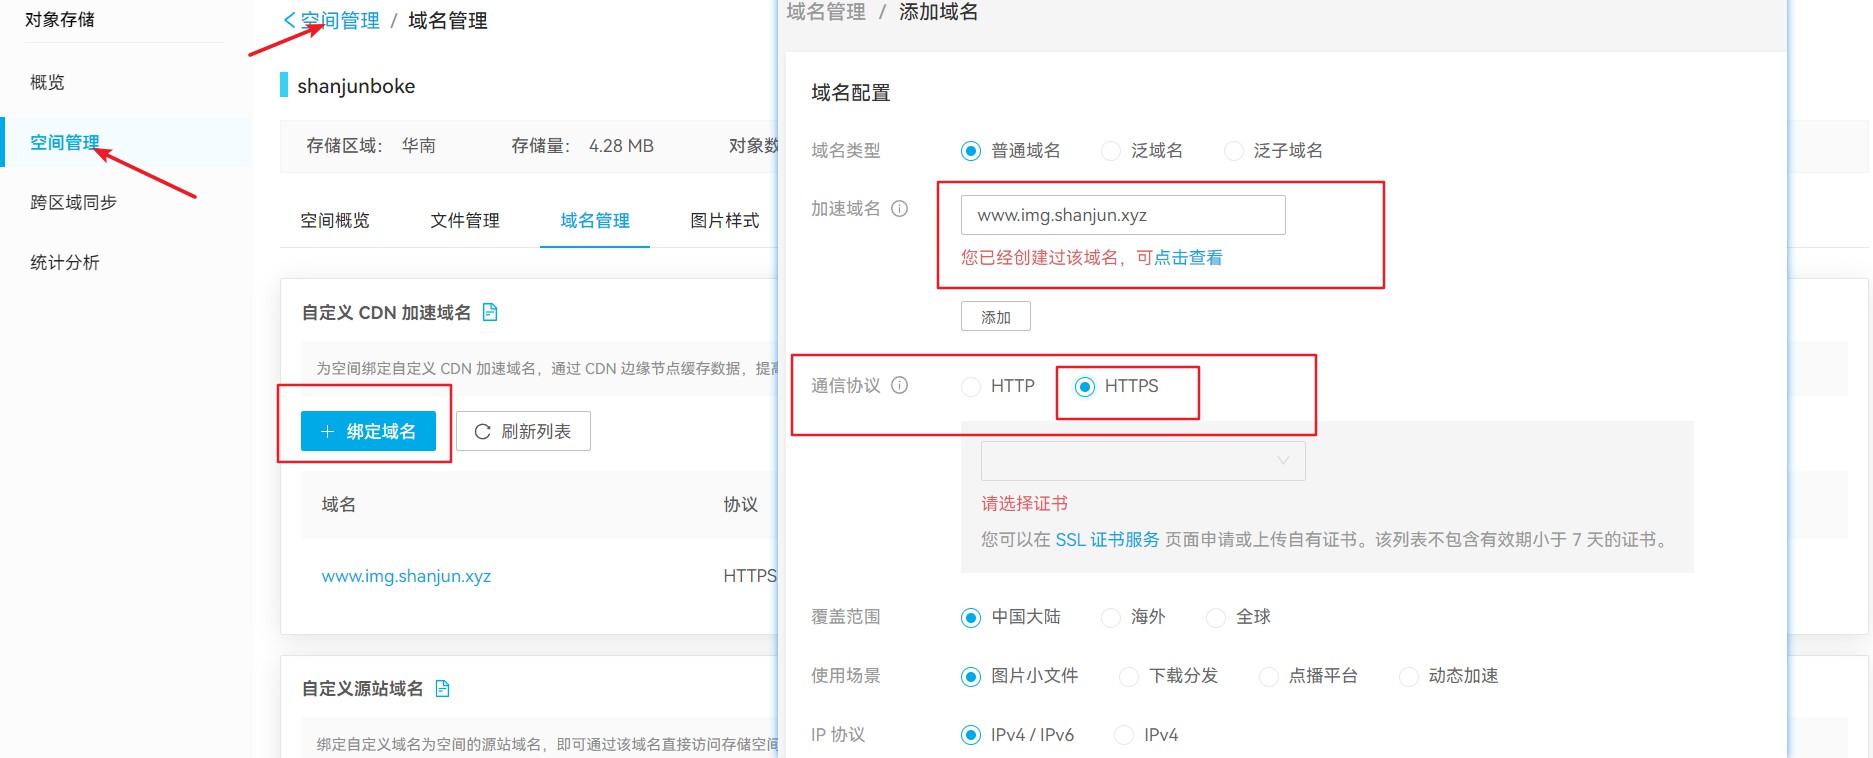 对象存储
概览
空间管理
跨区域同步
统计分析
空间管理 / 域名管理
shanjunboke
存储区域： 华南 存储量： 4.28 MB 对象数
空间概览 文件管理 域名管理 图片样式
自定义 CDN 加速域名
为空间绑定自定义 CDN 加速域名，通过 CDN 边缘节点缓存数据，提高
绑定域名 刷新列表
域名 协议
www.img.shanjun.xyz HTTPS
自定义源站域名
绑定自定义域名为空间的源站域名，即可通过该域名直接访问存储空间
域名管理 / 添加域名
域名配置
域名类型 普通域名 泛域名 泛子域名
加速域名 www.img.shanjun.xyz
您已经创建过该域名，可点击查看
添加
通信协议 HTTP HTTPS
请选择证书
您可以在 SSL 证书服务 页面申请或上传自有证书。该列表不包含有效期小于 7 天的证书。
覆盖范围 中国大陆 海外 全球
使用场景 图片小文件 下载分发 点播平台 动态加速
IP 协议 IPv4 / IPv6 IPv4